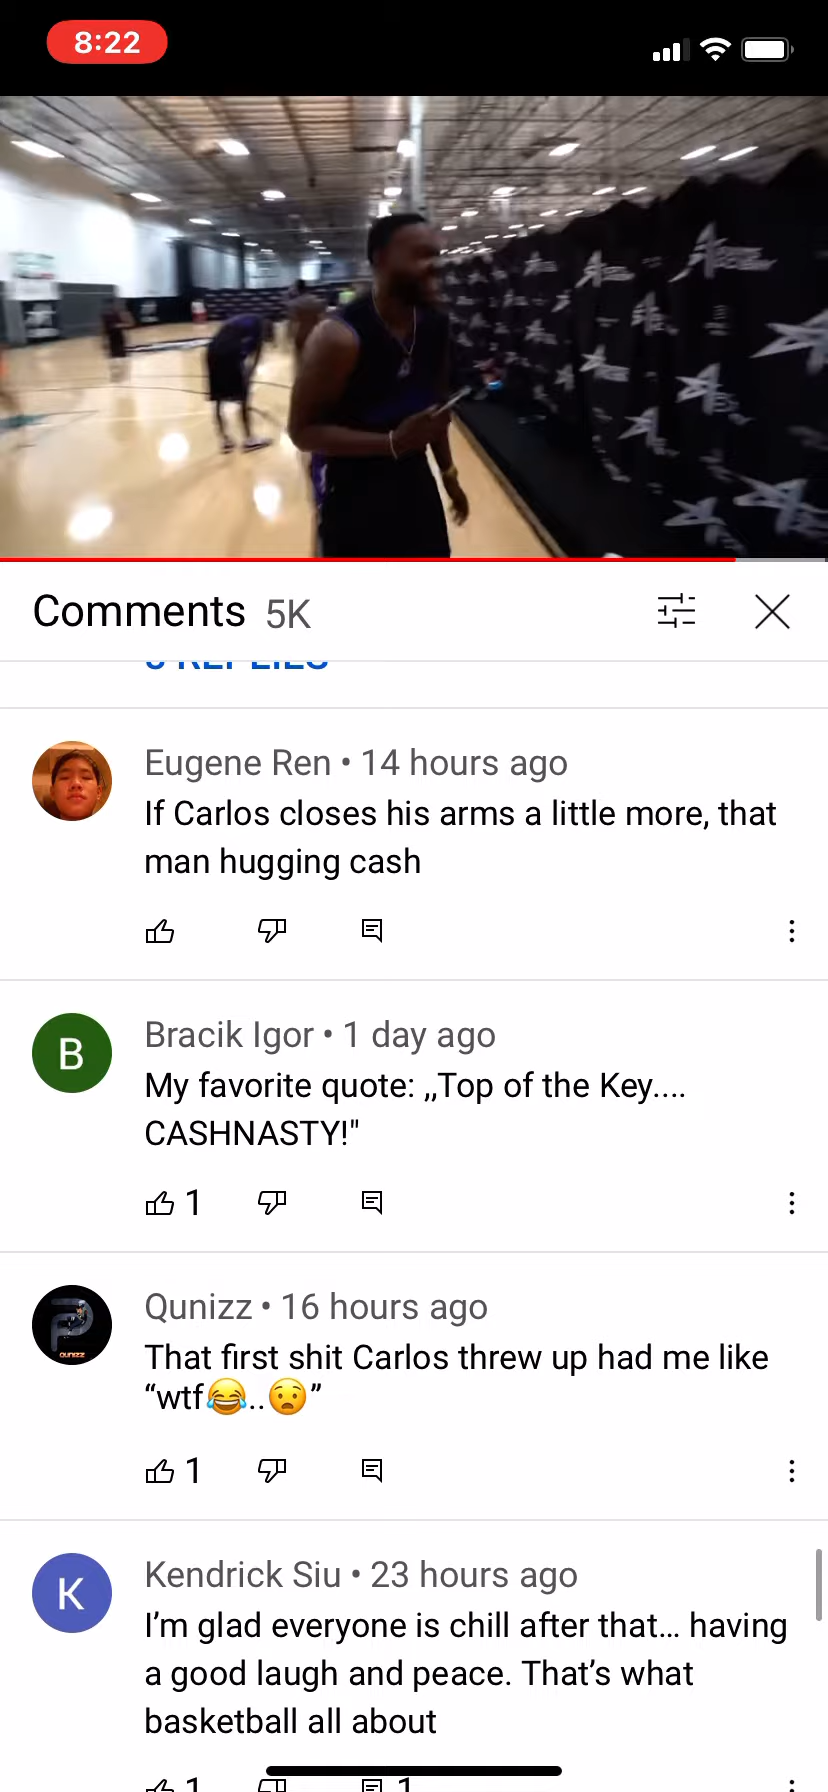 8:22
Comments 5K
Eugene Ren • 14 hours ago
If Carlos closes his arms a little more, that
man hugging cash
B
Bracik Igor • 1 day ago
My favorite quote: ,,Top of the Key....
CASHNASTY!"
1
Qunizz • 16 hours ago
That first shit Carlos threw up had me like
“wtf😂..😧”
1
K
Kendrick Siu • 23 hours ago
I’m glad everyone is chill after that... having
a good laugh and peace. That’s what
basketball all about
1 1